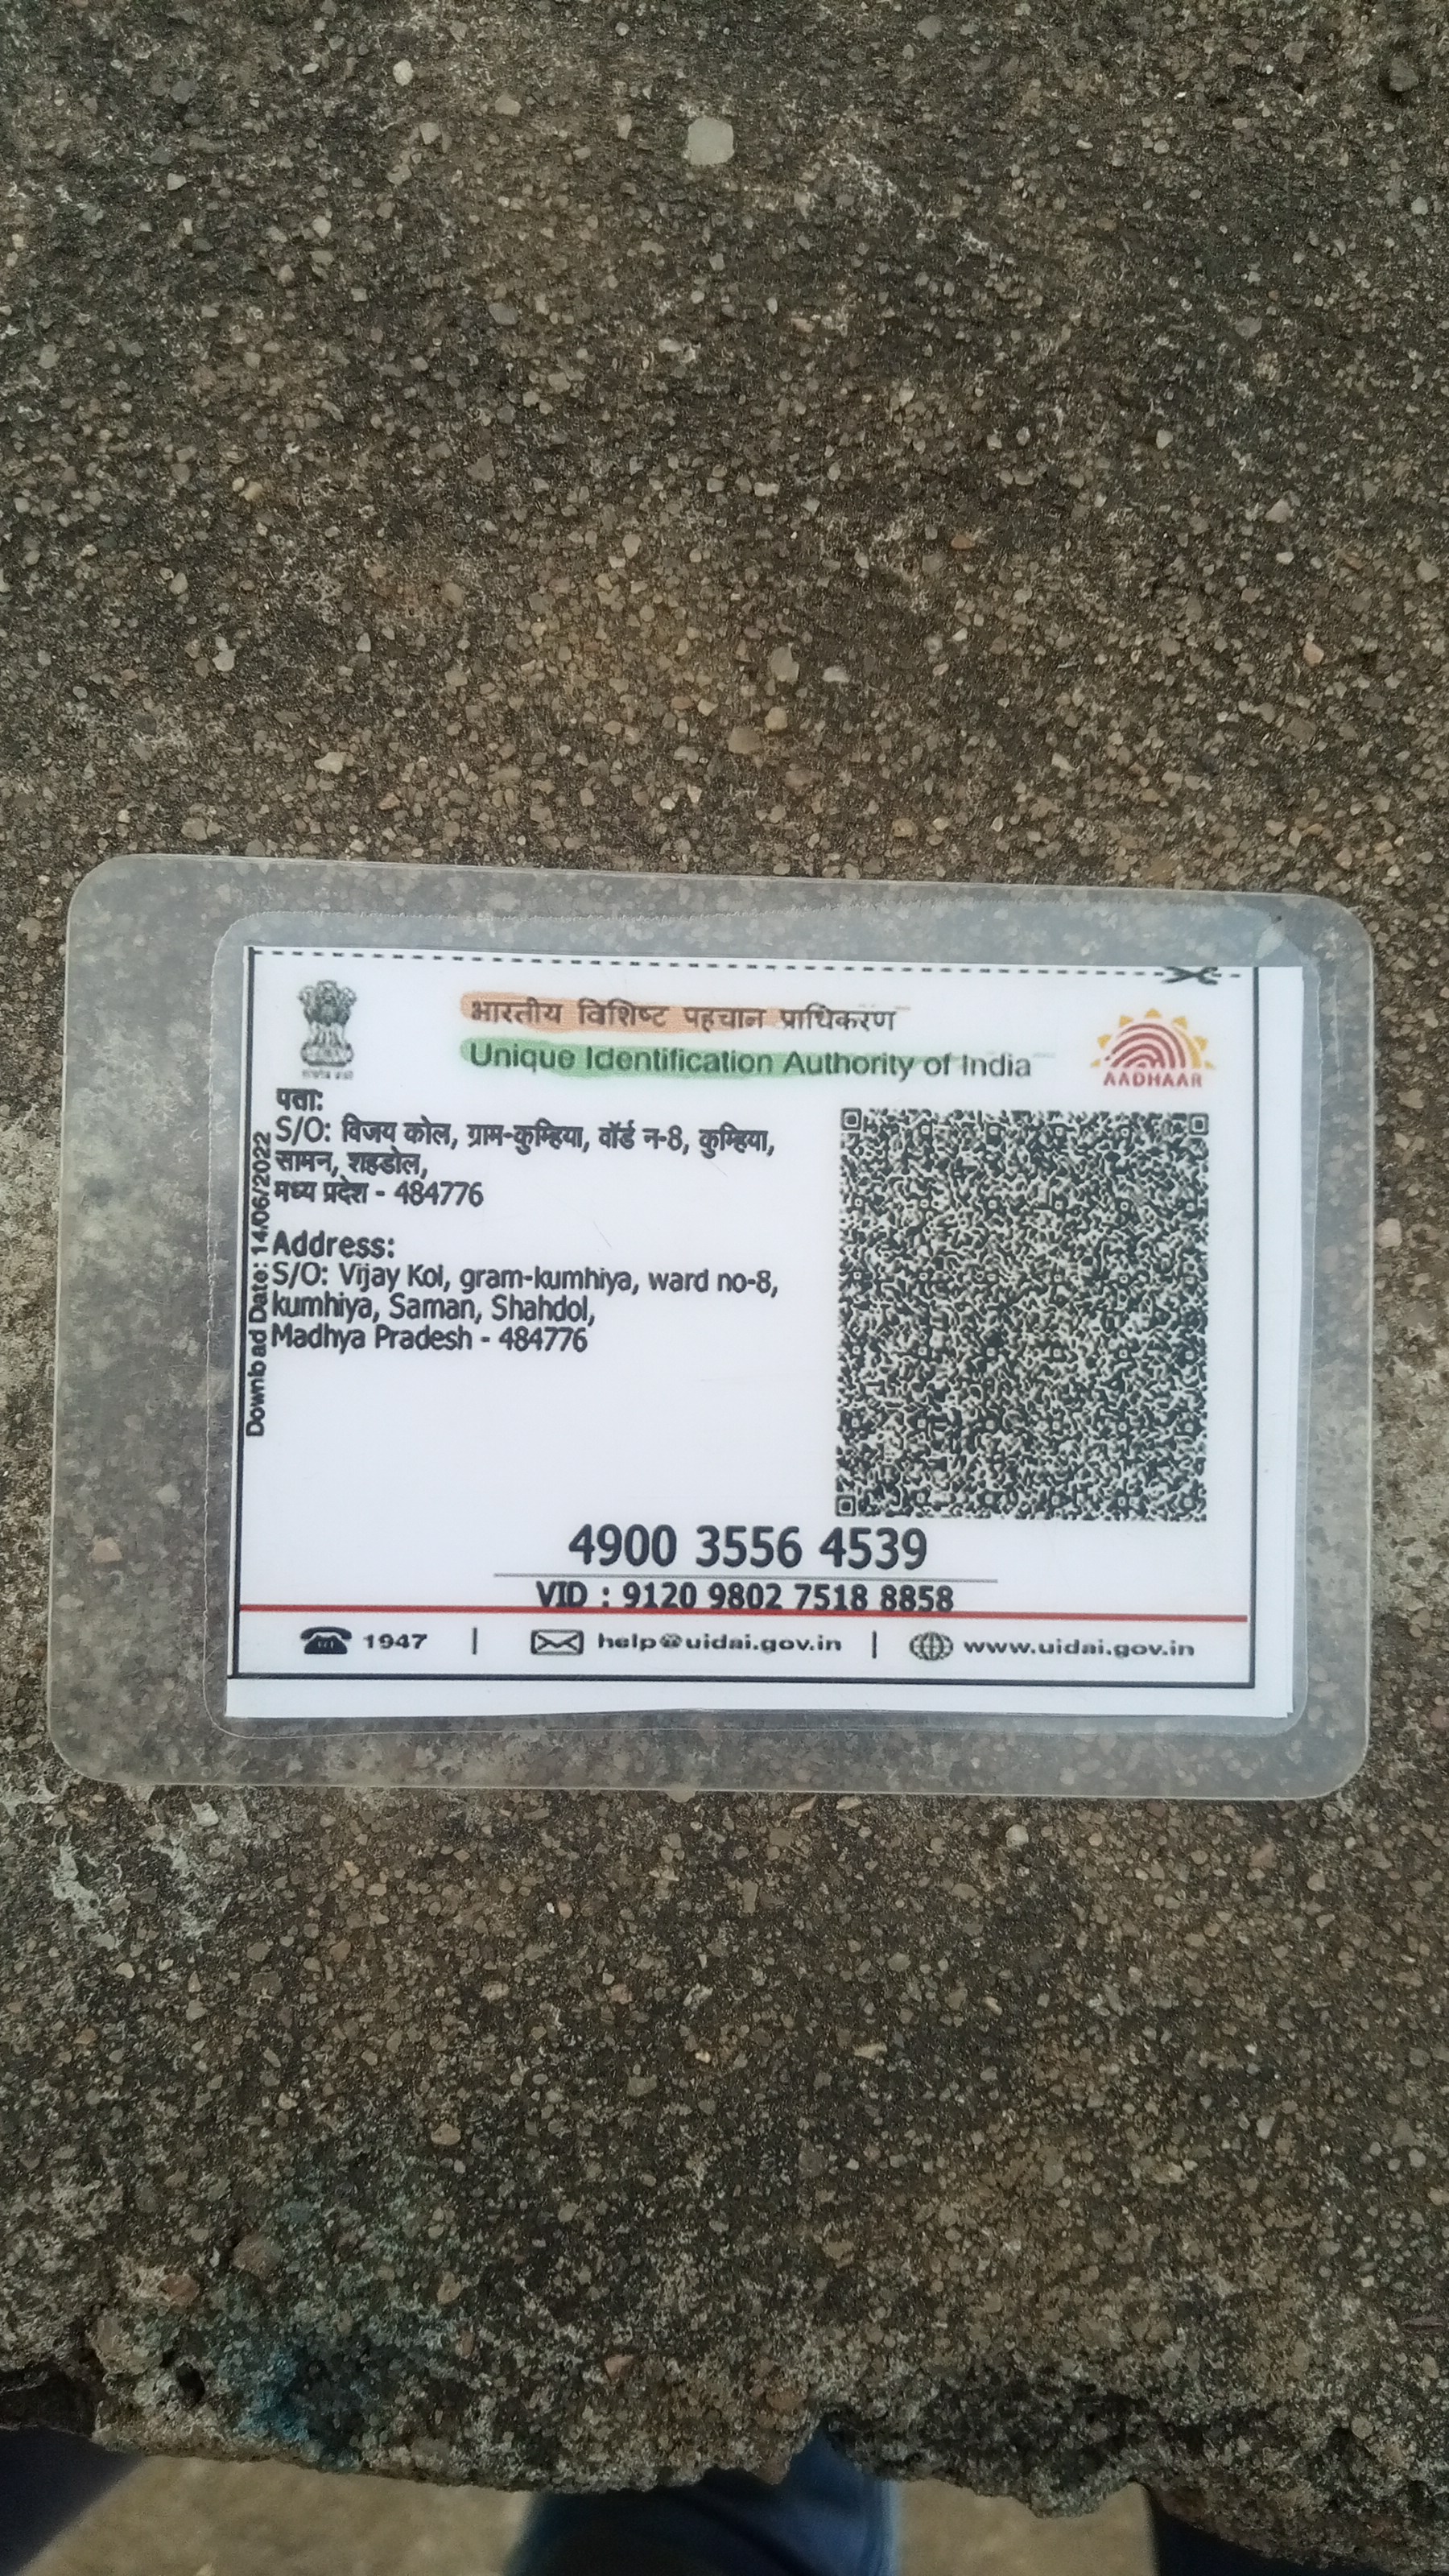 भारतीय विशिष्ट पहचान प्राधिकरण
Unique Identification Authority of India
AADHAAR
पता:
S/O: विजय कोल, ग्राम-कुम्हिया, वॉर्ड न-8, कुम्हिया,
सामन, शहडोल,
मध्य प्रदेश - 484776
Address:
S/O: Vijay Kol, gram-kumhiya, ward no-8,
kumhiya, Saman, Shahdol,
Madhya Pradesh - 484776
Download Date: 14/06/2022
4900 3556 4539
VID : 9120 9802 7518 8858
1947 | help@uidai.gov.in | www.uidai.gov.in